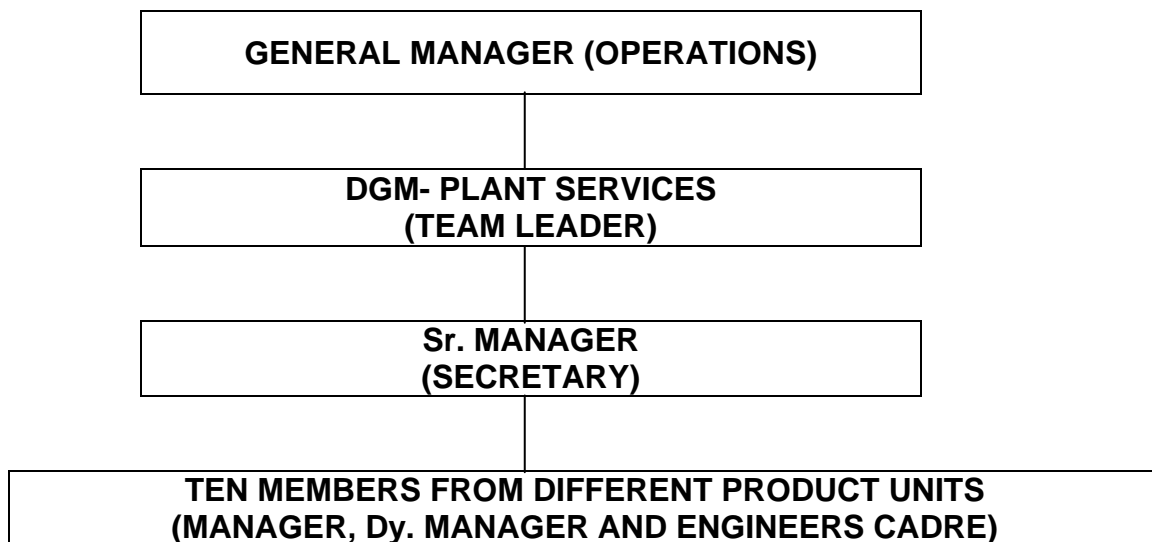 GENERAL MANAGER (OPERATIONS)
DGM- PLANT SERVICES
(TEAM LEADER)
Sr. MANAGER
(SECRETARY)
TEN MEMBERS FROM DIFFERENT PRODUCT UNITS
(MANAGER, Dy. MANAGER AND ENGINEERS CADRE)